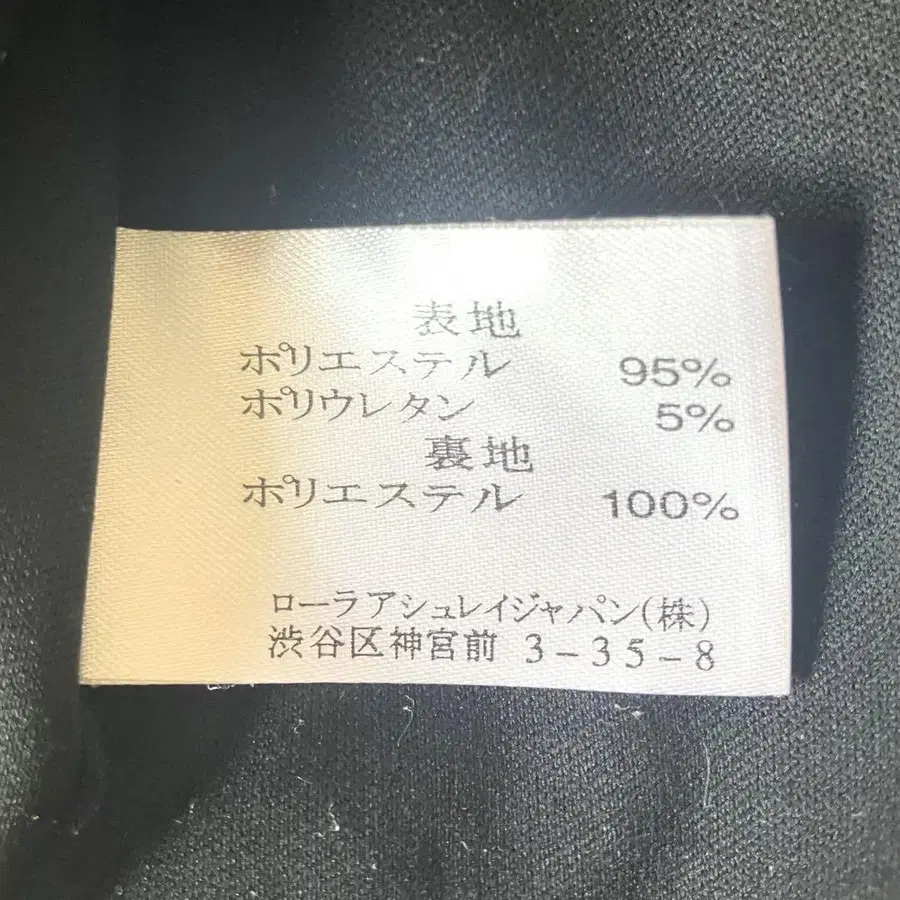 表地
ポリエステル 95%
ポリウレタン 5%
裏地
ポリエステル 100%
ローラアシュレイジャパン(株)
渋谷区神宮前 3-35-8